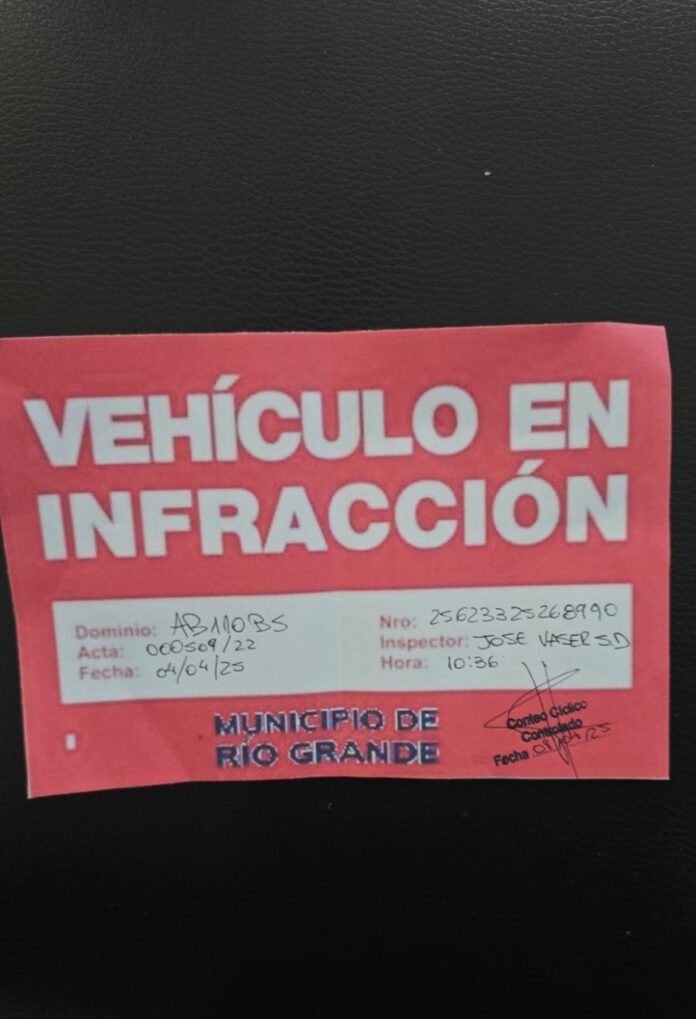 VEHÍCULO EN
INFRACCIÓN
Dominio: AB110BS
Acta: 000509/22
Fecha: 04/04/25
Nro: 25623325268990
Inspector: JOSE VASER S.D
Hora: 10:36
MUNICIPIO DE
RÍO GRANDE
Conteo Cíclico
Controlado
Fecha